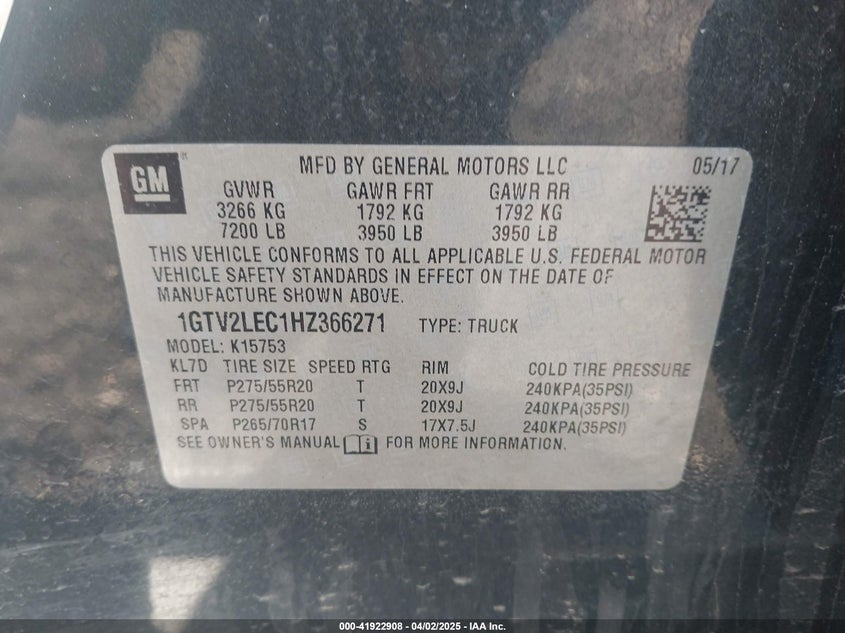 GM
MFD BY GENERAL MOTORS LLC 05/17
GVWR GAWR FRT GAWR RR
3266 KG 1792 KG 1792 KG
7200 LB 3950 LB 3950 LB
THIS VEHICLE CONFORMS TO ALL APPLICABLE U.S. FEDERAL MOTOR
VEHICLE SAFETY STANDARDS IN EFFECT ON THE DATE OF
MANUFACTURE SHOWN ABOVE.
1GTV2LEC1HZ366271 TYPE: TRUCK
MODEL: K15753
KL7D TIRE SIZE SPEED RTG RIM COLD TIRE PRESSURE
FRT P275/55R20 T 20X9J 240KPA(35PSI)
RR P275/55R20 T 20X9J 240KPA(35PSI)
SPA P265/70R17 S 17X7.5J 240KPA(35PSI)
SEE OWNER'S MANUAL FOR MORE INFORMATION.
000-41922908 - 04/02/2025 - IAA Inc.